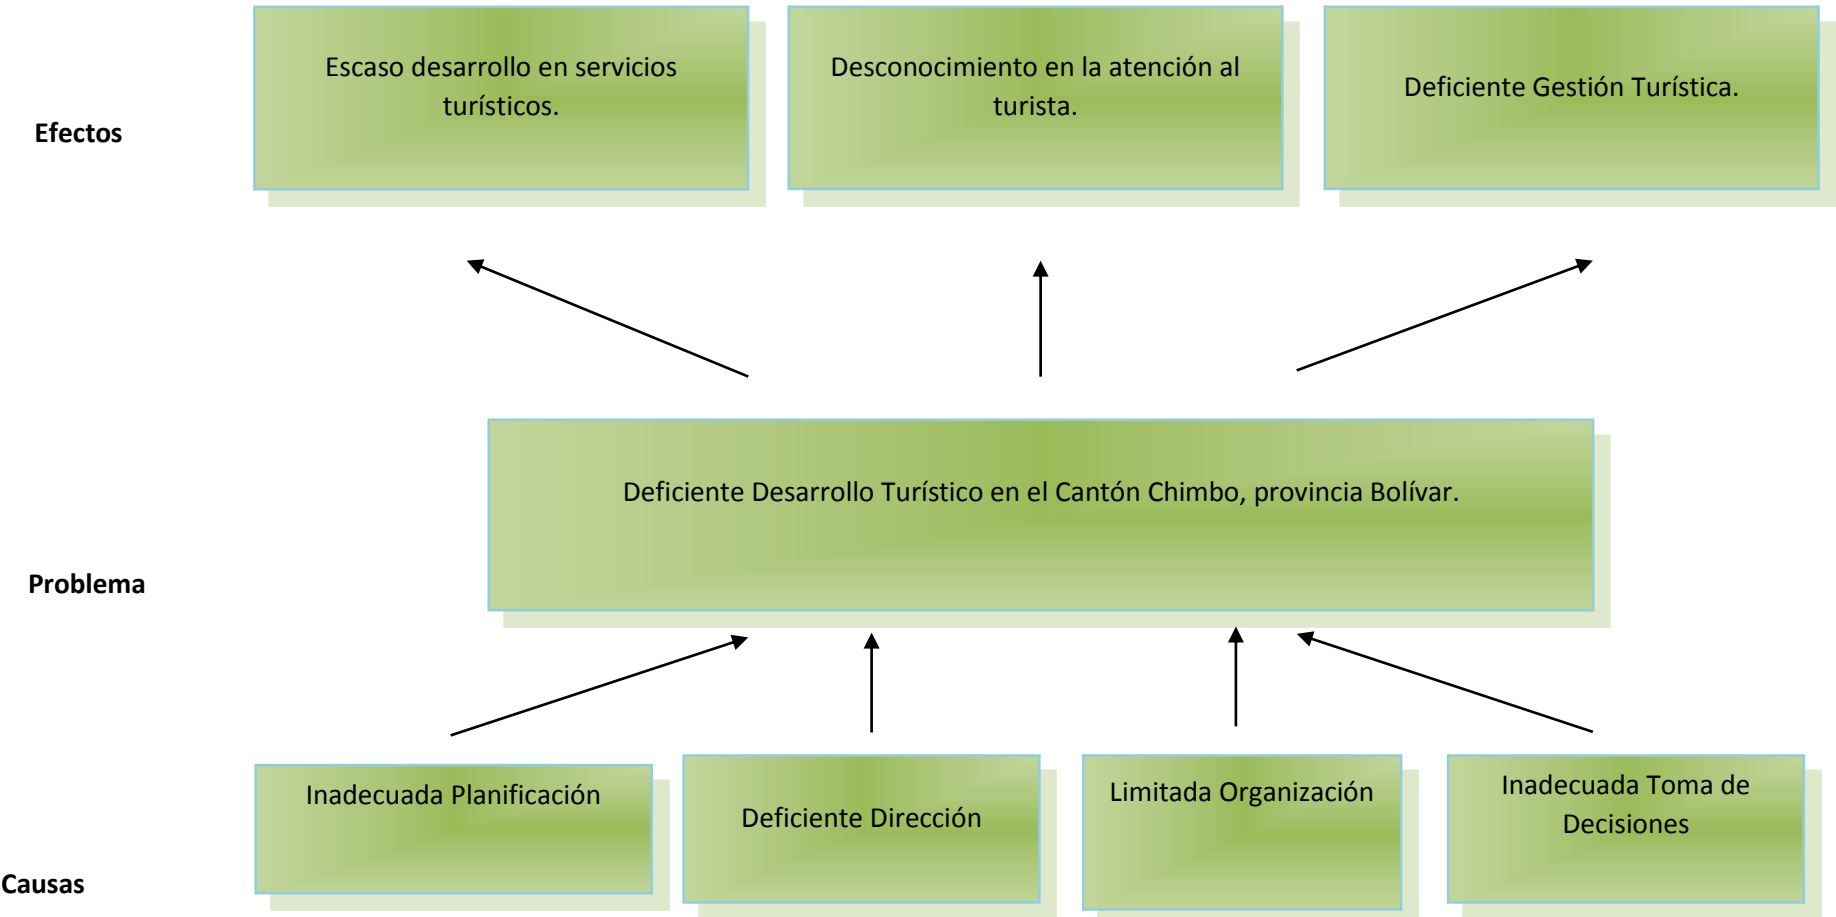 Efectos
Escaso desarrollo en servicios
turísticos.
Desconocimiento en la atención al
turista.
Deficiente Gestión Turística.
Problema
Deficiente Desarrollo Turístico en el Cantón Chimbo, provincia Bolívar.
Causas
Inadecuada Planificación
Deficiente Dirección
Limitada Organización
Inadecuada Toma de
Decisiones